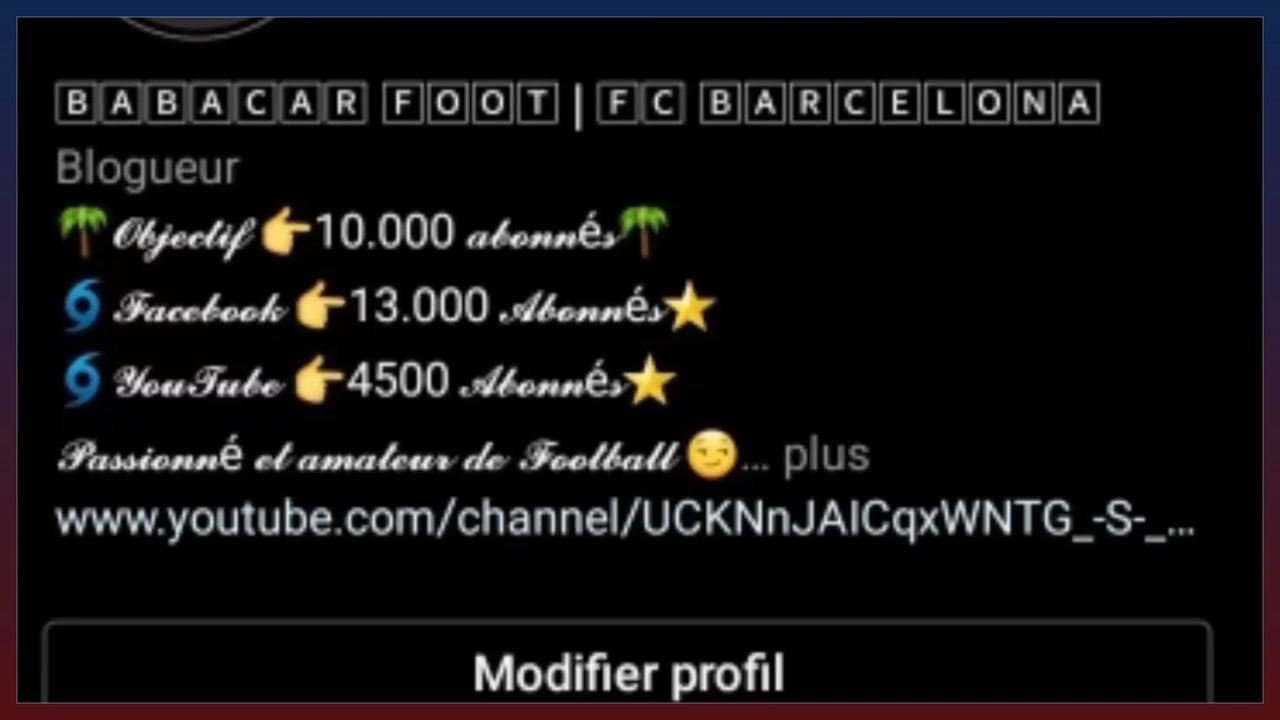 BABACAR FOOT | FC BARCELONA
Blogueur
🌴Objectif 👉10.000 abonnés🌴
🌀 Facebook 👉13.000 Abonnés⭐
🌀 YouTube 👉4500 Abonnés⭐
Passionné et amateur de Football 😏... plus
www.youtube.com/channel/UCKNnJAICqxWNTG_-S-_...
Modifier profil